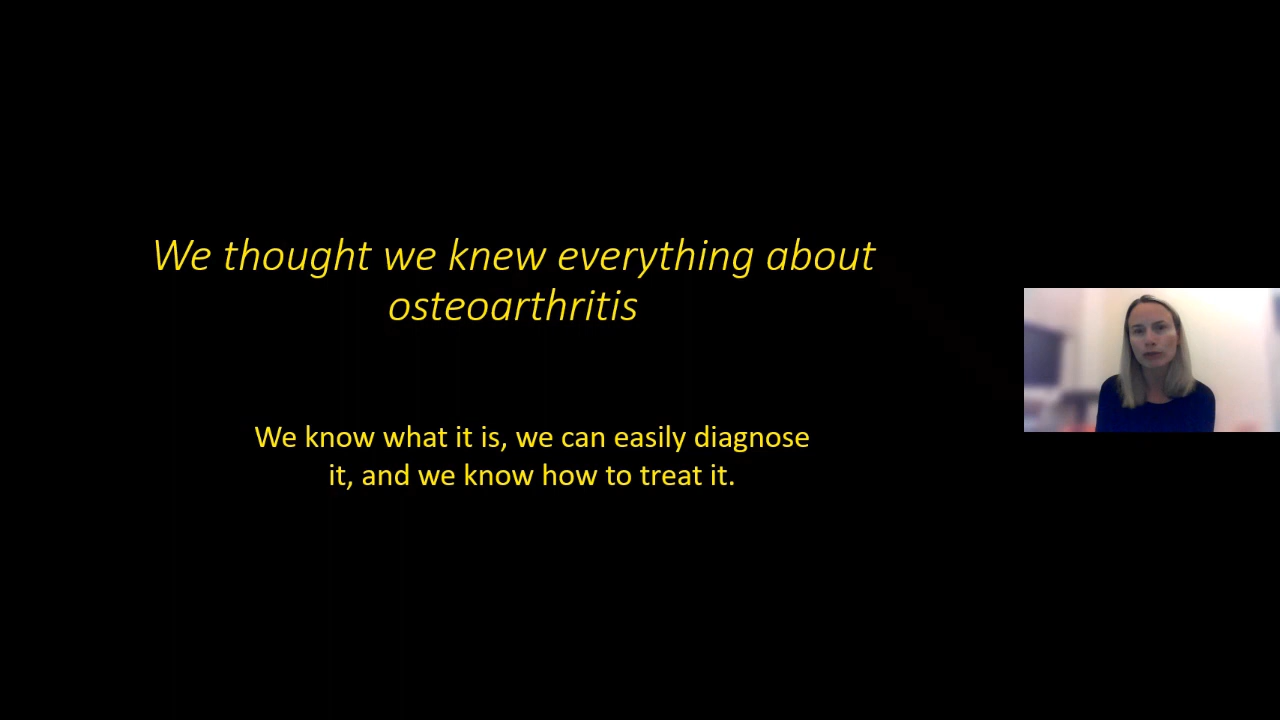 We thought we knew everything about
osteoarthritis
We know what it is, we can easily diagnose
it, and we know how to treat it.